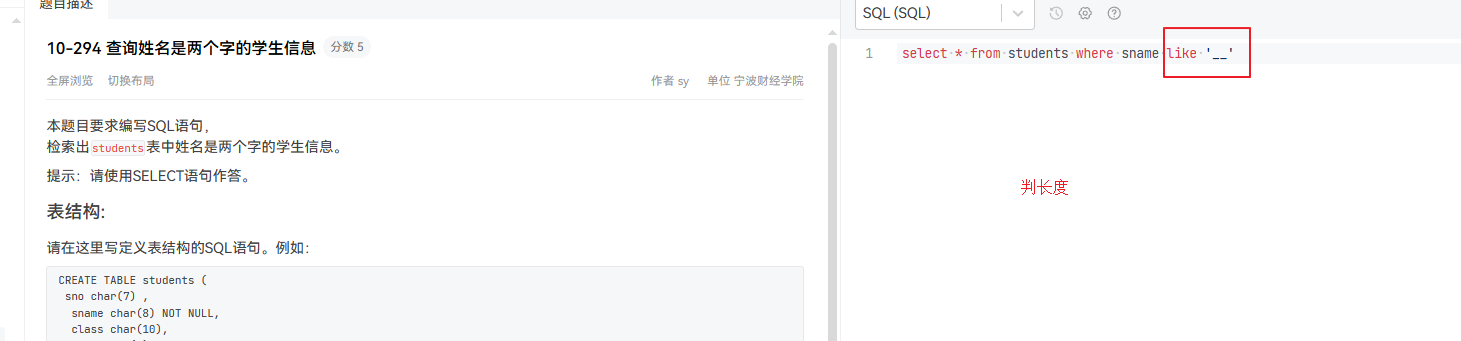 题目描述
10-294 查询姓名是两个字的学生信息 分数 5
全屏浏览 切换布局 作者 sy 单位 宁波财经学院
本题目要求编写SQL语句，
检索出students表中姓名是两个字的学生信息。
提示：请使用SELECT语句作答。
表结构:
请在这里写定义表结构的SQL语句。例如：
CREATE TABLE students (
sno char(7) ,
sname char(8) NOT NULL,
class char(10),
SQL (SQL)
1 select * from students where sname like '__'
判长度